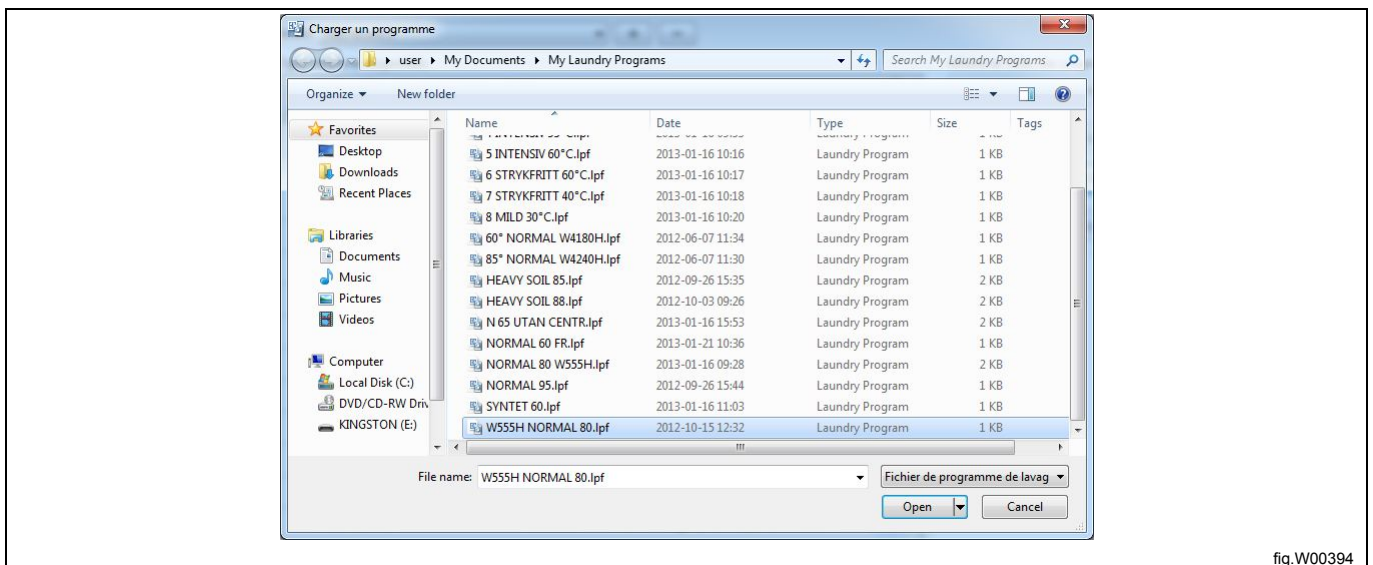 Charger un programme
user ▸ My Documents ▸ My Laundry Programs
Search My Laundry Programs
Organize New folder
Name Date Type Size Tags
Favorites
Desktop
Downloads
Recent Places
Libraries
Documents
Music
Pictures
Videos
Computer
Local Disk (C:)
DVD/CD-RW Driv
KINGSTON (E:)
5 INTENSIV 60°C.lpf 2013-01-16 10:16 Laundry Program 1 KB
6 STRYKFRITT 60°C.lpf 2013-01-16 10:17 Laundry Program 1 KB
7 STRYKFRITT 40°C.lpf 2013-01-16 10:18 Laundry Program 1 KB
8 MILD 30°C.lpf 2013-01-16 10:20 Laundry Program 1 KB
60° NORMAL W4180H.lpf 2012-06-07 11:34 Laundry Program 1 KB
85° NORMAL W4240H.lpf 2012-06-07 11:30 Laundry Program 1 KB
HEAVY SOIL 85.lpf 2012-09-26 15:35 Laundry Program 2 KB
HEAVY SOIL 88.lpf 2012-10-03 09:26 Laundry Program 2 KB
N 65 UTAN CENTR.lpf 2013-01-16 15:53 Laundry Program 2 KB
NORMAL 60 FR.lpf 2013-01-21 10:36 Laundry Program 1 KB
NORMAL 80 W555H.lpf 2013-01-16 09:28 Laundry Program 2 KB
NORMAL 95.lpf 2012-09-26 15:44 Laundry Program 1 KB
SYNTET 60.lpf 2013-01-16 11:03 Laundry Program 1 KB
W555H NORMAL 80.lpf 2012-10-15 12:32 Laundry Program 1 KB
File name: W555H NORMAL 80.lpf Fichier de programme de lavag
Open Cancel
fig.W00394